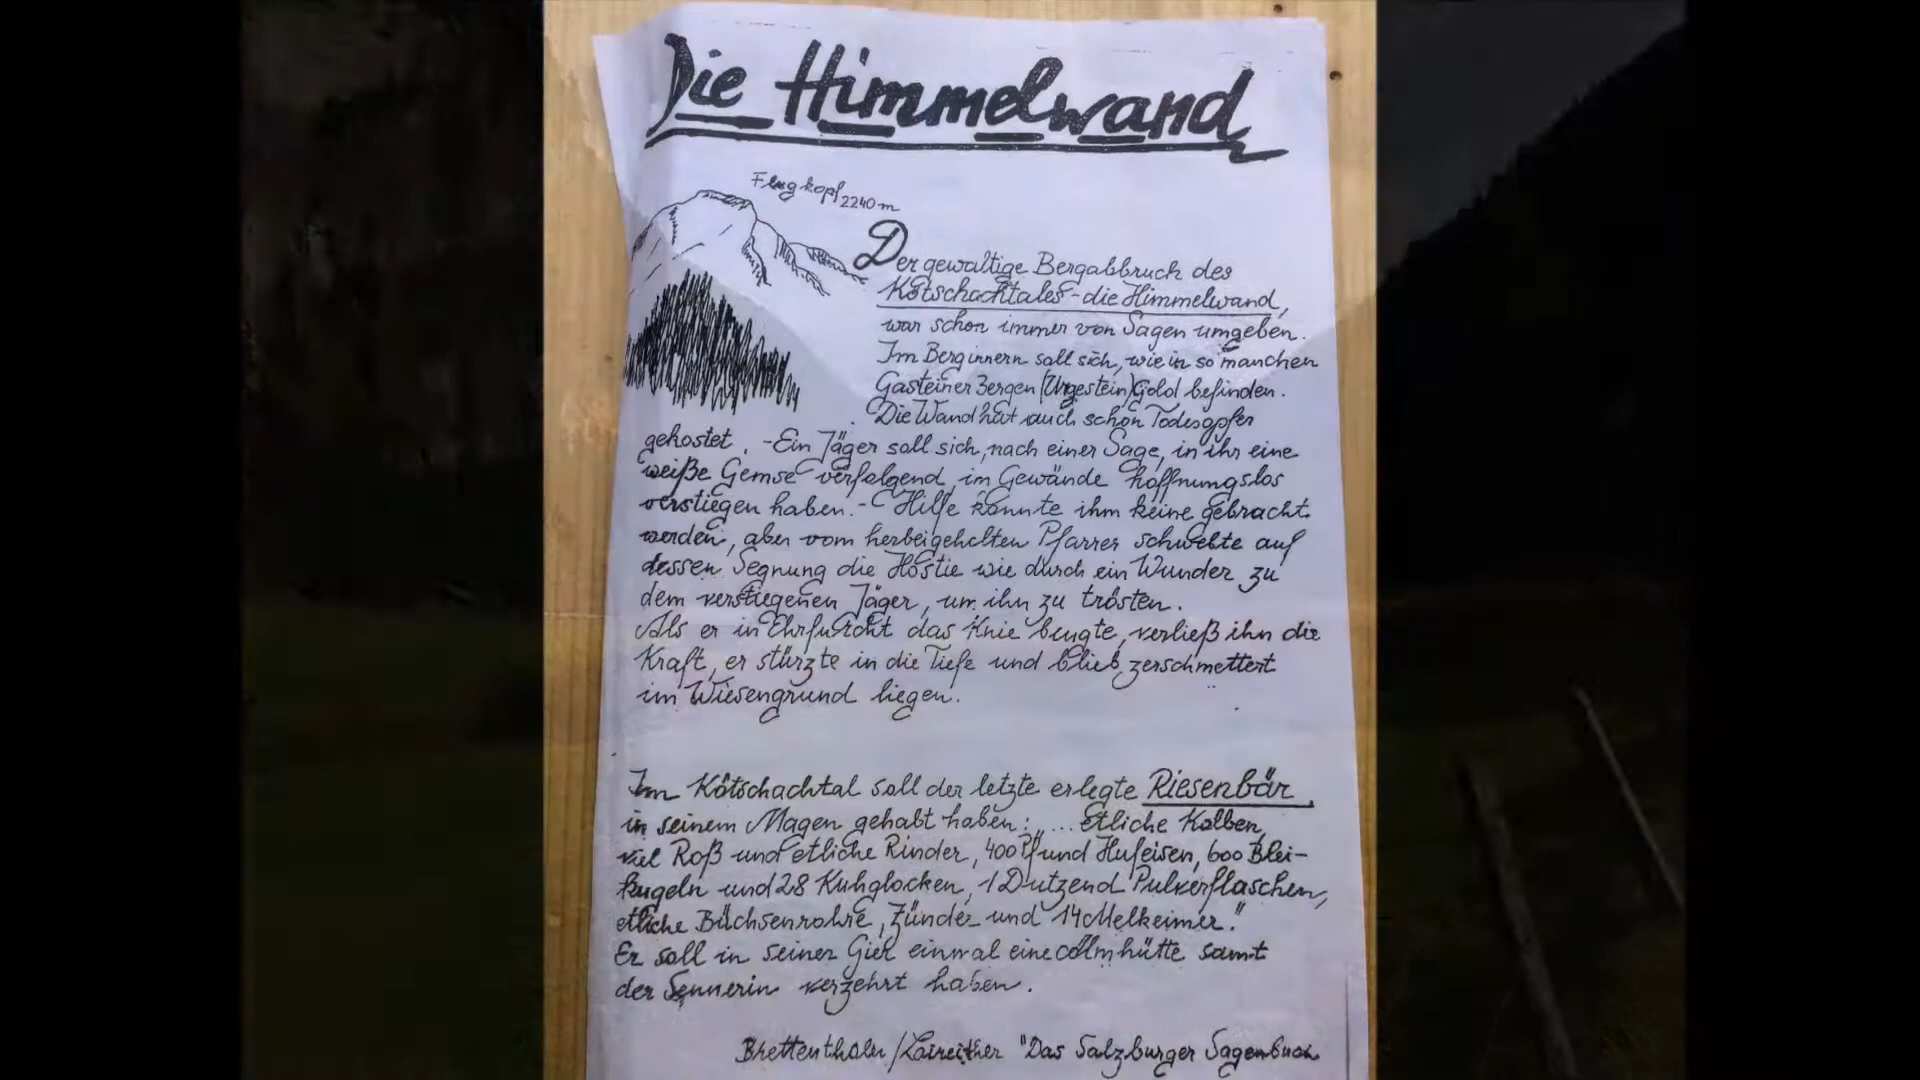 Die Himmelwand
Flugkopf 2240 m
Der gewaltige Bergabbruch des
Kötschachtales - die Himmelwand,
war schon immer von Sagen umgeben.
Im Berginnern soll sich, wie in so manchen
Gasteiner Bergen (Urgestein) Gold befinden.
Die Wand hat auch schon Todesopfer
gekostet. - Ein Jäger soll sich, nach einer Sage, in ihr eine
weiße Gemse verfolgend, im Gewände hoffnungslos
verstiegen haben. - Hilfe konnte ihm keine gebracht
werden, aber vom herbeigeholten Pfarrer schwebte auf
dessen Segnung die Hostie wie durch ein Wunder zu
dem verstiegenen Jäger, um ihn zu trösten.
Als er in Ehrfurcht das Knie beugte, verließ ihn die
Kraft, er stürzte in die Tiefe und blieb zerschmettert
im Wiesengrund liegen.
Im Kötschachtal soll der letzte erlegte Riesenbär
in seinem Magen gehabt haben: „... etliche Kalben,
viel Roß und etliche Rinder, 400 Pfund Hufeisen, 600 Blei-
kugeln und 28 Kuhglocken, 1 Dutzend Pulverflaschen,
etliche Büchsenrohre, Zünder und 14 Melkeimer."
Er soll in seiner Gier einmal eine Almhütte samt
der Sennerin verzehrt haben.
Brettenthaler/Laireither "Das Salzburger Sagenbuch